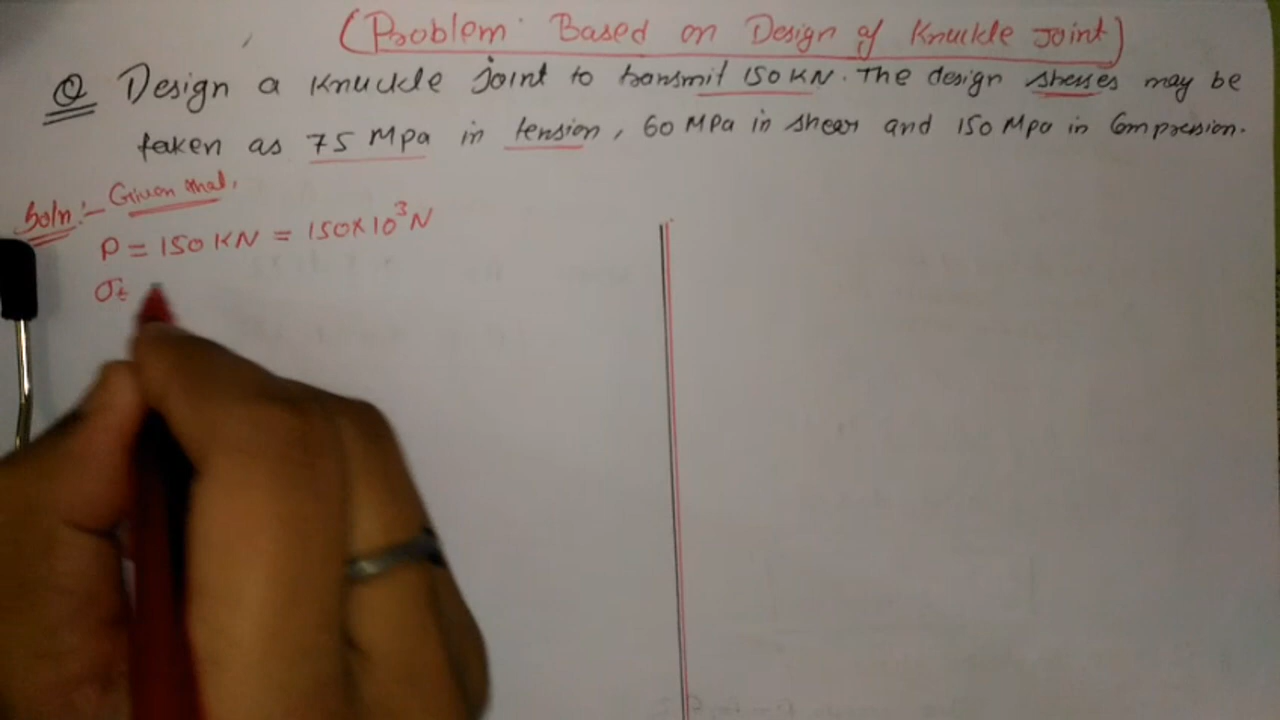 (Problem Based on Design of Knuckle Joint)
Q Design a Knuckle Joint to transmit 150 KN. The design stresses may be
taken as 75 MPa in tension, 60 MPa in shear and 150 MPa in Compression.
Soln:- Given that,
P = 150 KN = 150×10³N
σt